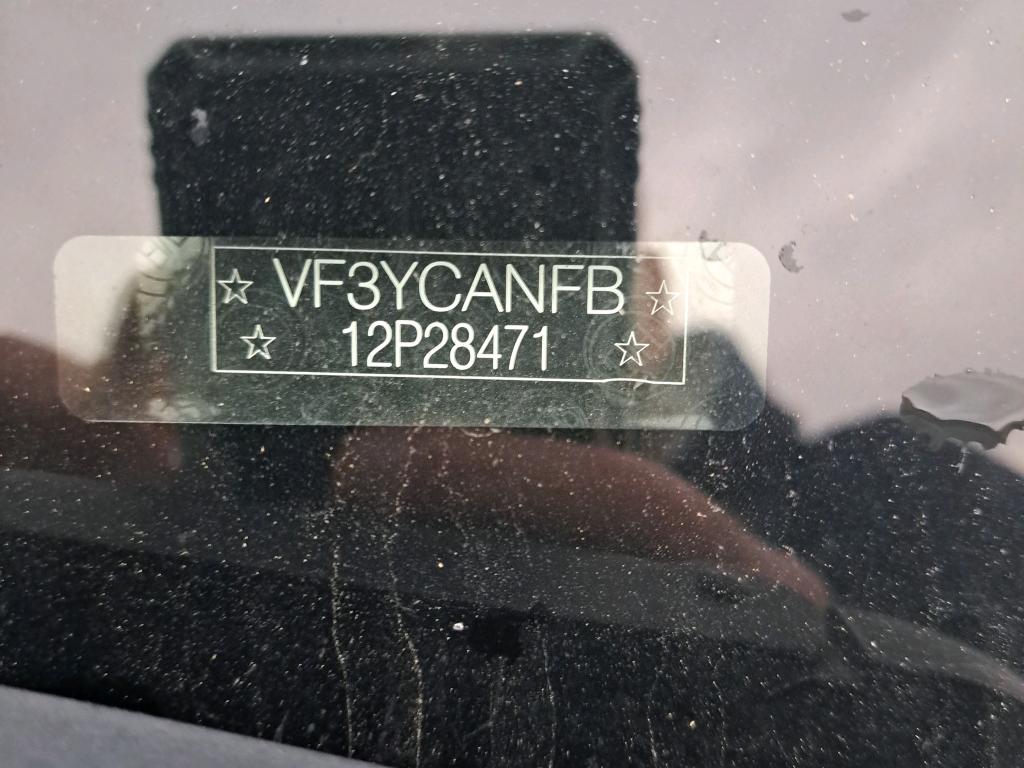 ☆ VF3YCANFB ☆
☆ 12P28471 ☆